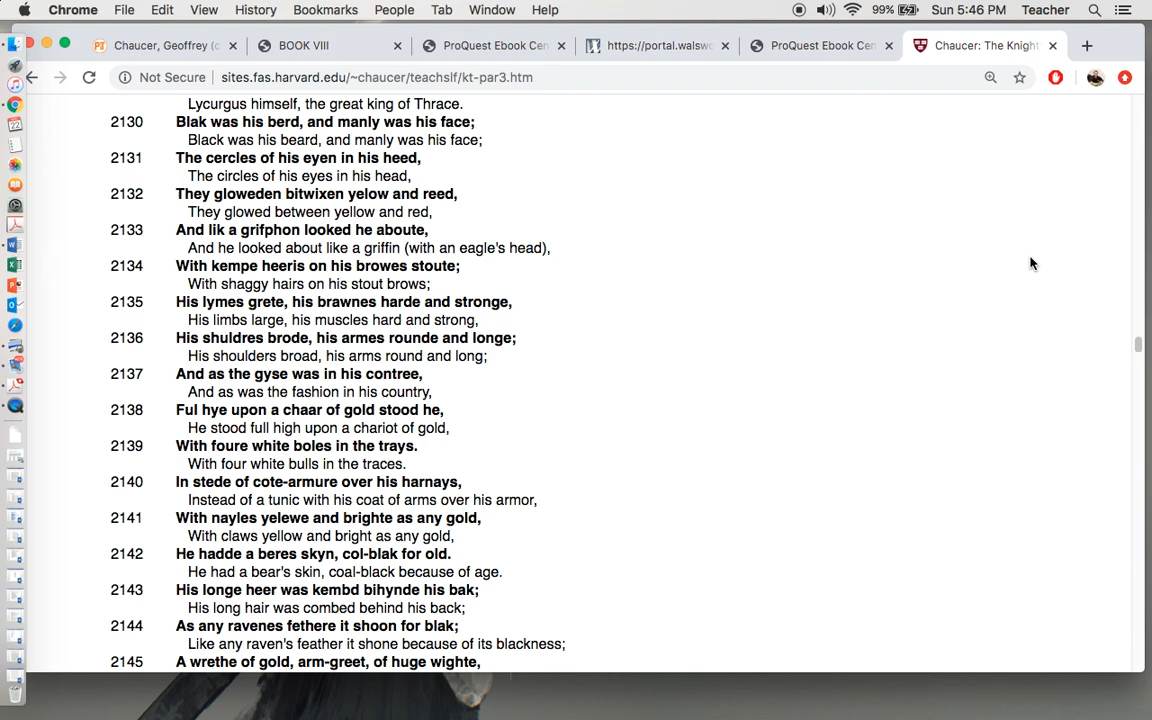 Chrome File Edit View History Bookmarks People Tab Window Help 99% Sun 5:46 PM Teacher
Chaucer, Geoffrey (c BOOK VIII ProQuest Ebook Cen https://portal.walsw ProQuest Ebook Cen Chaucer: The Knight
Not Secure sites.fas.harvard.edu/~chaucer/teachslf/kt-par3.htm
Lycurgus himself, the great king of Thrace.
2130 Blak was his berd, and manly was his face;
Black was his beard, and manly was his face;
2131 The cercles of his eyen in his heed,
The circles of his eyes in his head,
2132 They gloweden bitwixen yelow and reed,
They glowed between yellow and red,
2133 And lik a grifphon looked he aboute,
And he looked about like a griffin (with an eagle's head),
2134 With kempe heeris on his browes stoute;
With shaggy hairs on his stout brows;
2135 His lymes grete, his brawnes harde and stronge,
His limbs large, his muscles hard and strong,
2136 His shuldres brode, his armes rounde and longe;
His shoulders broad, his arms round and long;
2137 And as the gyse was in his contree,
And as was the fashion in his country,
2138 Ful hye upon a chaar of gold stood he,
He stood full high upon a chariot of gold,
2139 With foure white boles in the trays.
With four white bulls in the traces.
2140 In stede of cote-armure over his harnays,
Instead of a tunic with his coat of arms over his armor,
2141 With nayles yelewe and brighte as any gold,
With claws yellow and bright as any gold,
2142 He hadde a beres skyn, col-blak for old.
He had a bear's skin, coal-black because of age.
2143 His longe heer was kembd bihynde his bak;
His long hair was combed behind his back;
2144 As any ravenes fethere it shoon for blak;
Like any raven's feather it shone because of its blackness;
2145 A wrethe of gold, arm-greet, of huge wighte,